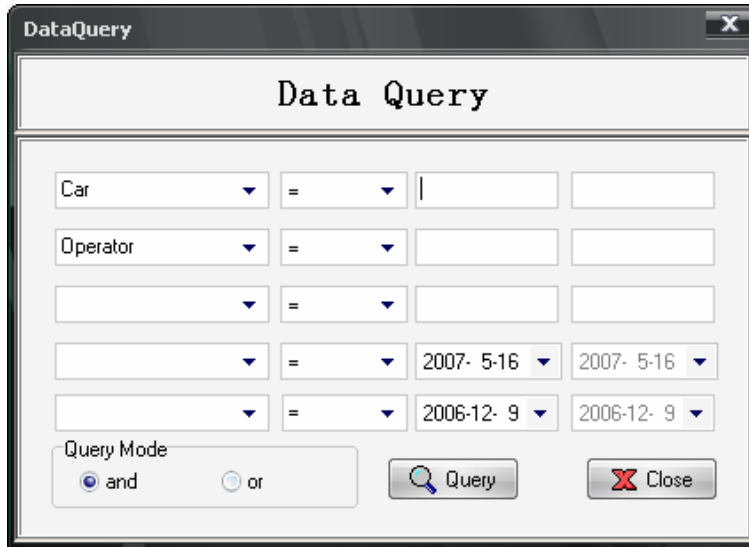 DataQuery
Data Query
Car =
Operator =
=
= 2007- 5-16 2007- 5-16
= 2006-12- 9 2006-12- 9
Query Mode
and or Query Close